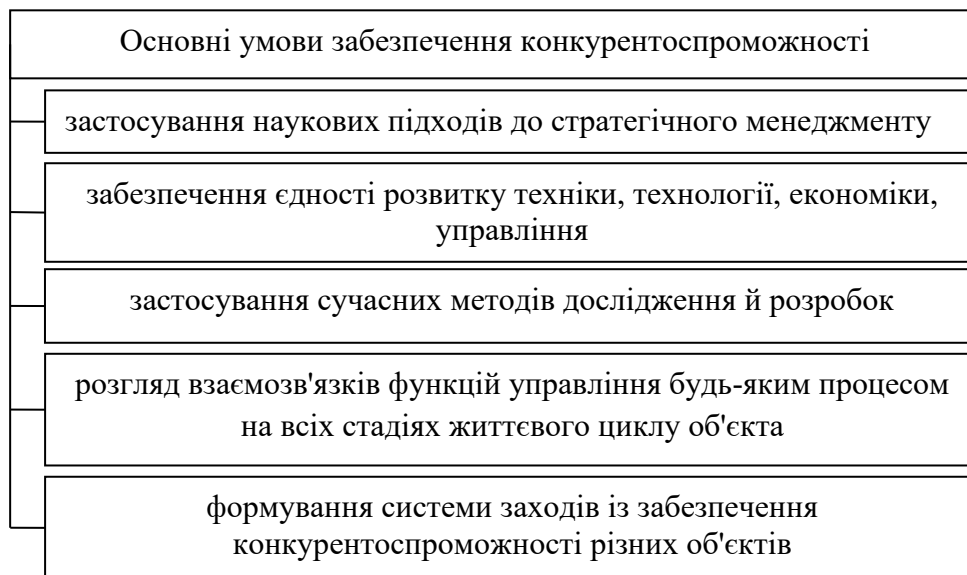 Основні умови забезпечення конкурентоспроможності
застосування наукових підходів до стратегічного менеджменту
забезпечення єдності розвитку техніки, технології, економіки,
управління
застосування сучасних методів дослідження й розробок
розгляд взаємозв'язків функцій управління будь-яким процесом
на всіх стадіях життєвого циклу об'єкта
формування системи заходів із забезпечення
конкурентоспроможності різних об'єктів